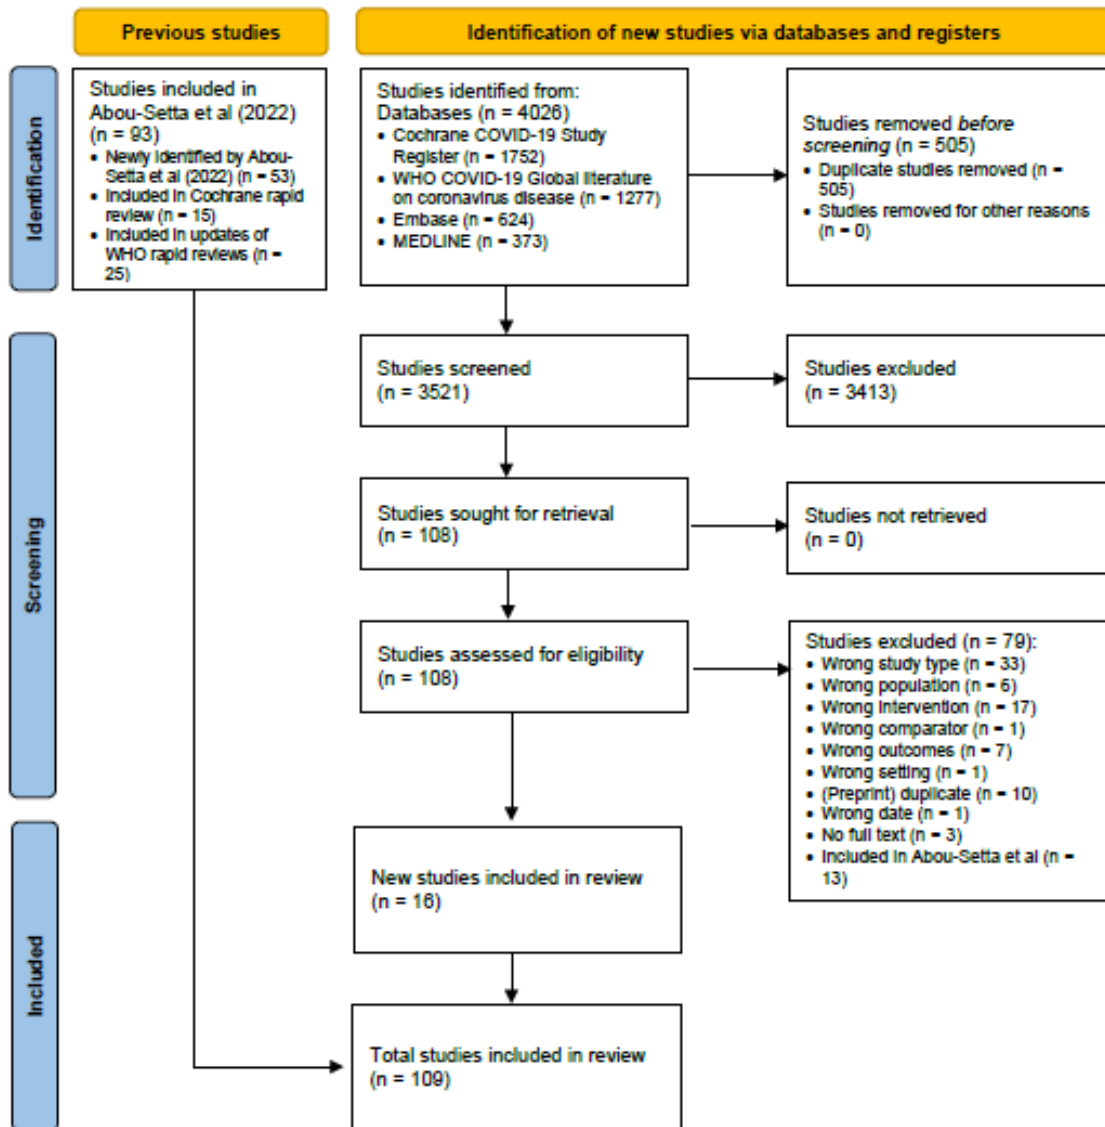 Previous studies
Identification of new studies via databases and registers
Identification
Studies included in
Abou-Setta et al (2022)
(n = 93)
• Newly identified by Abou-
Setta et al (2022) (n = 53)
• Included in Cochrane rapid
review (n = 15)
• Included in updates of
WHO rapid reviews (n =
25)
Studies identified from:
Databases (n = 4026)
• Cochrane COVID-19 Study
Register (n = 1752)
• WHO COVID-19 Global literature
on coronavirus disease (n = 1277)
• Embase (n = 624)
• MEDLINE (n = 373)
Studies removed before
screening (n = 505)
• Duplicate studies removed (n =
505)
• Studies removed for other reasons
(n = 0)
Screening
Studies screened
(n = 3521)
Studies excluded
(n = 3413)
Studies sought for retrieval
(n = 108)
Studies not retrieved
(n = 0)
Studies assessed for eligibility
(n = 108)
Studies excluded (n = 79):
• Wrong study type (n = 33)
• Wrong population (n = 6)
• Wrong intervention (n = 17)
• Wrong comparator (n = 1)
• Wrong outcomes (n = 7)
• Wrong setting (n = 1)
• (Preprint) duplicate (n = 10)
• Wrong date (n = 1)
• No full text (n = 3)
• Included in Abou-Setta et al (n =
13)
Included
New studies included in review
(n = 16)
Total studies included in review
(n = 109)